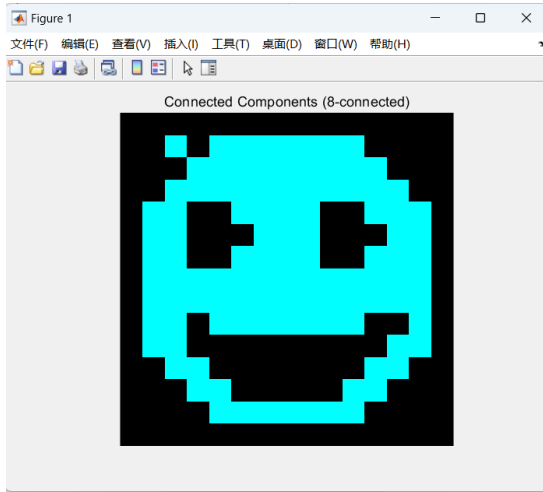 Figure 1
文件(F) 编辑(E) 查看(V) 插入(I) 工具(T) 桌面(D) 窗口(W) 帮助(H)
Connected Components (8-connected)